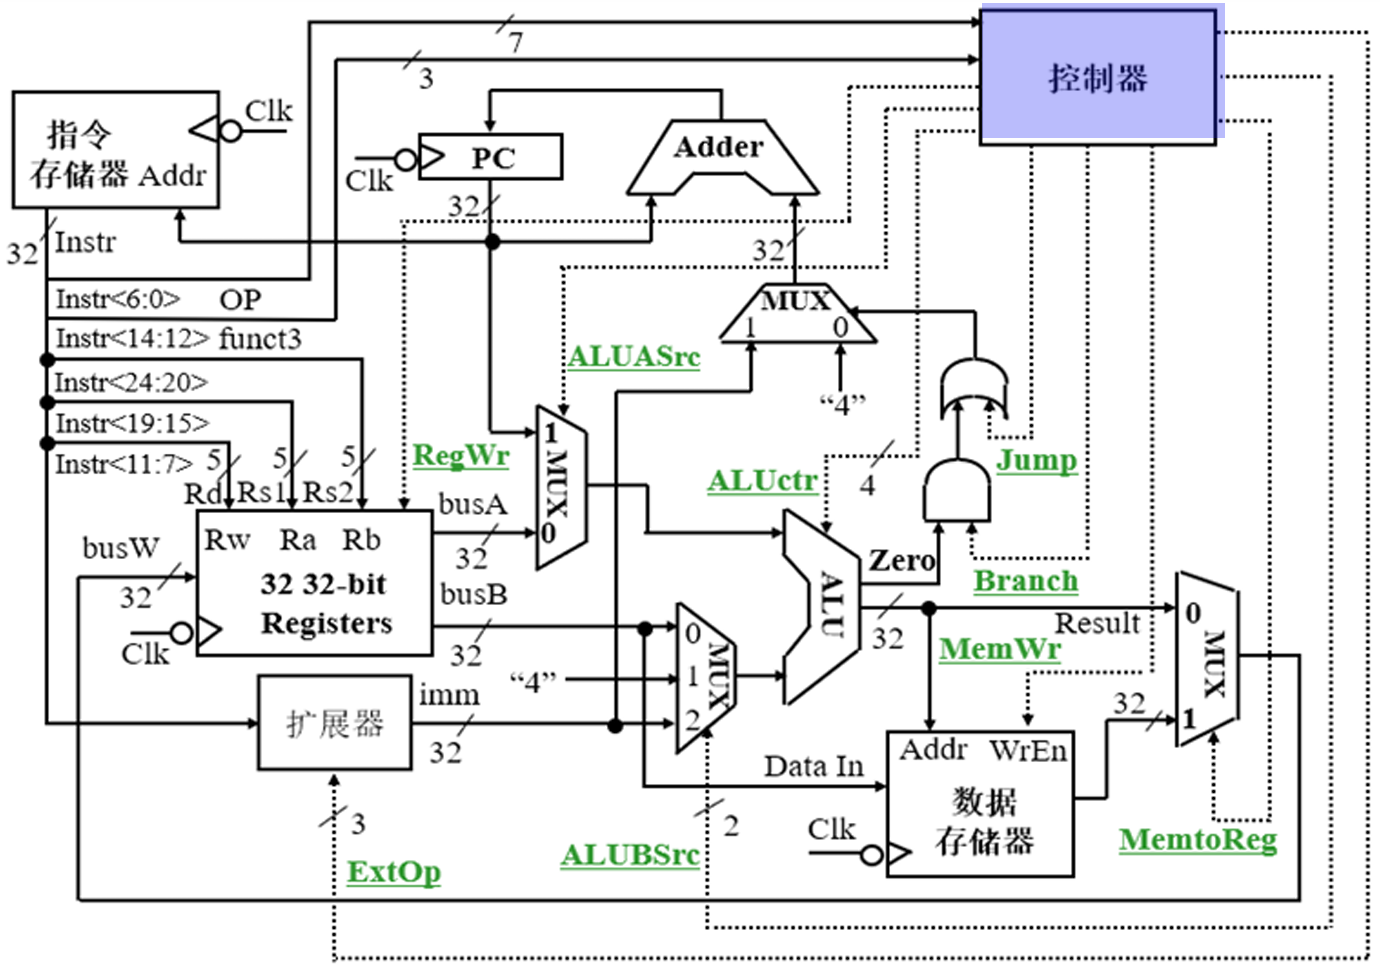 7
3
控制器
Clk
指令
存储器 Addr
PC
Clk
Adder
32
32
32
Instr
Instr<6:0> OP
MUX
1 0
Instr<14:12> funct3
ALUASrc
Instr<24:20>
"4"
Instr<19:15>
1
MUX
0
RegWr
Jump
Instr<11:7>
5
5
5
ALUctr
4
Rd
Rs1
Rs2
busA
32
busW
32
Rw Ra Rb
32 32-bit
Registers
Clk
busB
32
Zero
Branch
ALU
32
Result
0
MUX
1
MemWr
0
"4"
1
MUX
2
扩展器
imm
32
32
Addr WrEn
Data In
数据
存储器
Clk
3
2
MemtoReg
ExtOp
ALUBSrc